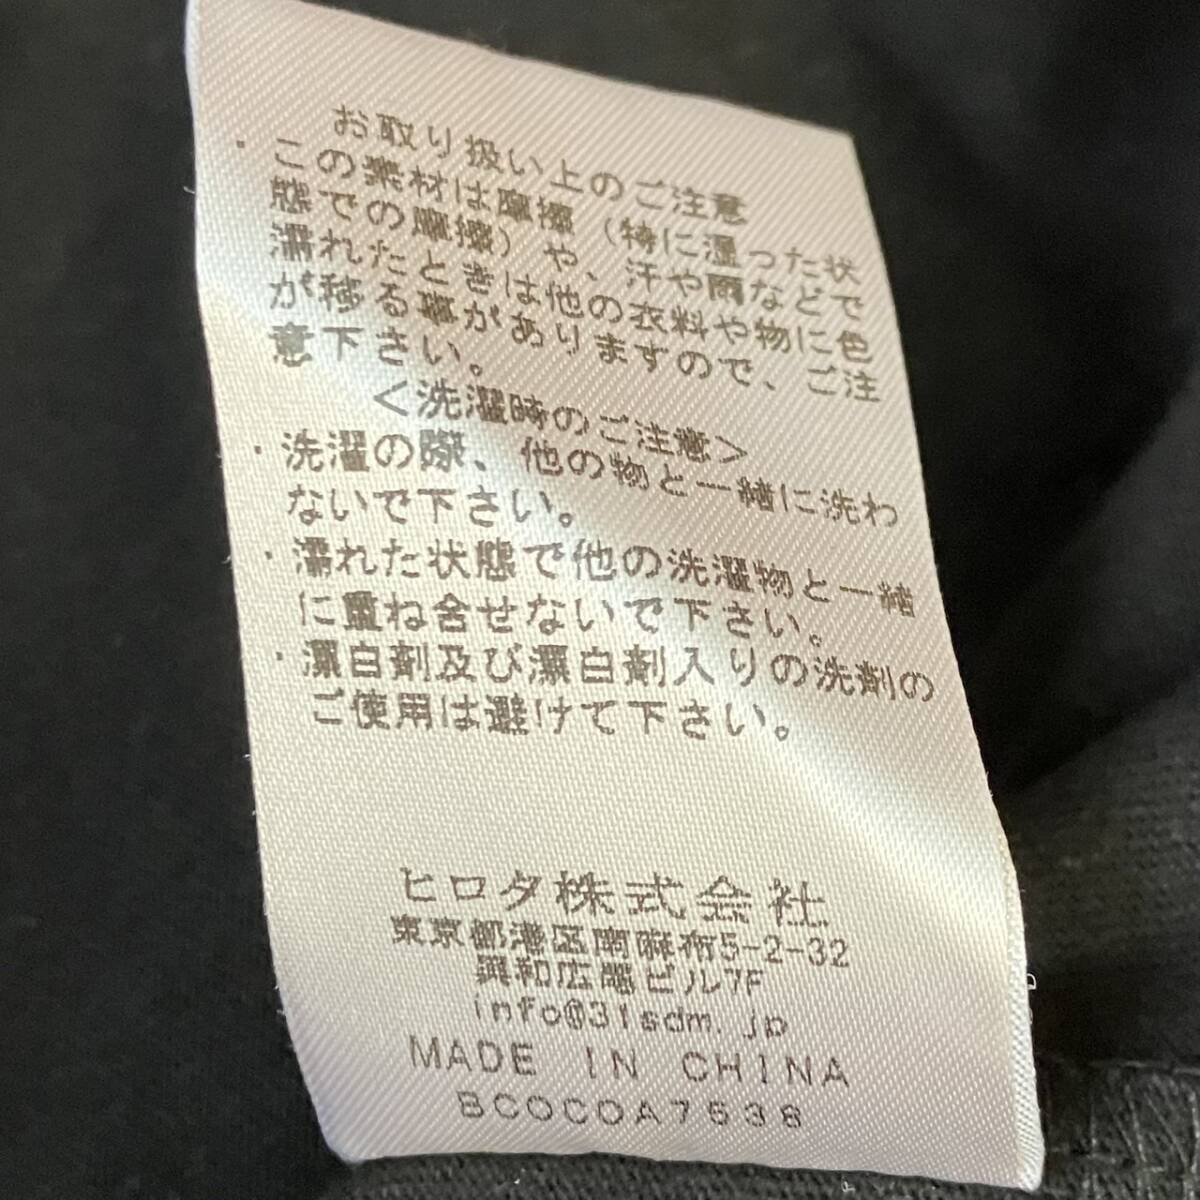 お取り扱い上のご注意
・この素材は摩擦（特に湿った状
態での摩擦）や、汗や雨などで
濡れたときは他の衣料や物に色
が移る事がありますので、ご注
意下さい。
＜洗濯時のご注意＞
・洗濯の際、他の物と一緒に洗わ
ないで下さい。
・濡れた状態で他の洗濯物と一緒
に重ね合せないで下さい。
・漂白剤及び漂白剤入りの洗剤の
ご使用は避けて下さい。
ヒロタ株式会社
東京都港区南麻布5-2-32
興和広尾ビル7F
info@31sdm.jp
MADE IN CHINA
BCOCOA7538